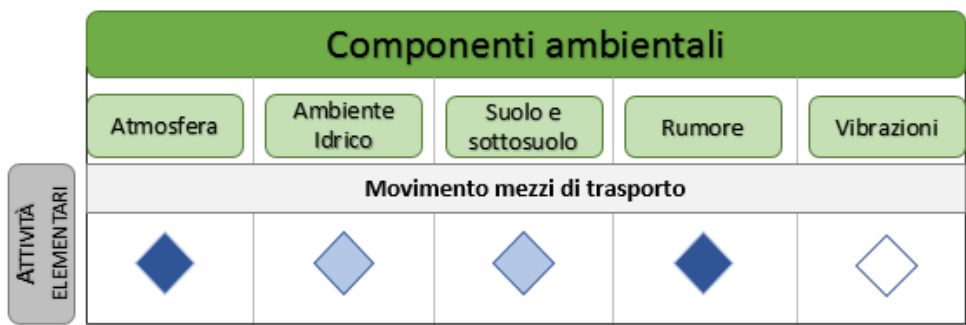 Componenti ambientali
Atmosfera
Ambiente
Idrico
Suolo e
sottosuolo
Rumore
Vibrazioni
Movimento mezzi di trasporto
ATTIVITÀ
ELEMENTARI